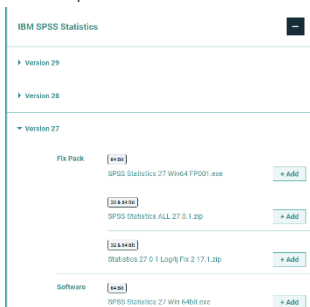 IBM SPSS Statistics
Version 29
Version 28
Version 27
Fix Pack
64 Bit
SPSS Statistics 27 Win64 FP001.exe
+ Add
32 & 64 Bit
SPSS Statistics ALL 27.0.1.zip
+ Add
32 & 64 Bit
Statistics 27 0 1 Log4j Fix 2 17.1.zip
+ Add
Software
64 Bit
SPSS Statistics 27 Win 64bit exe
+ Add